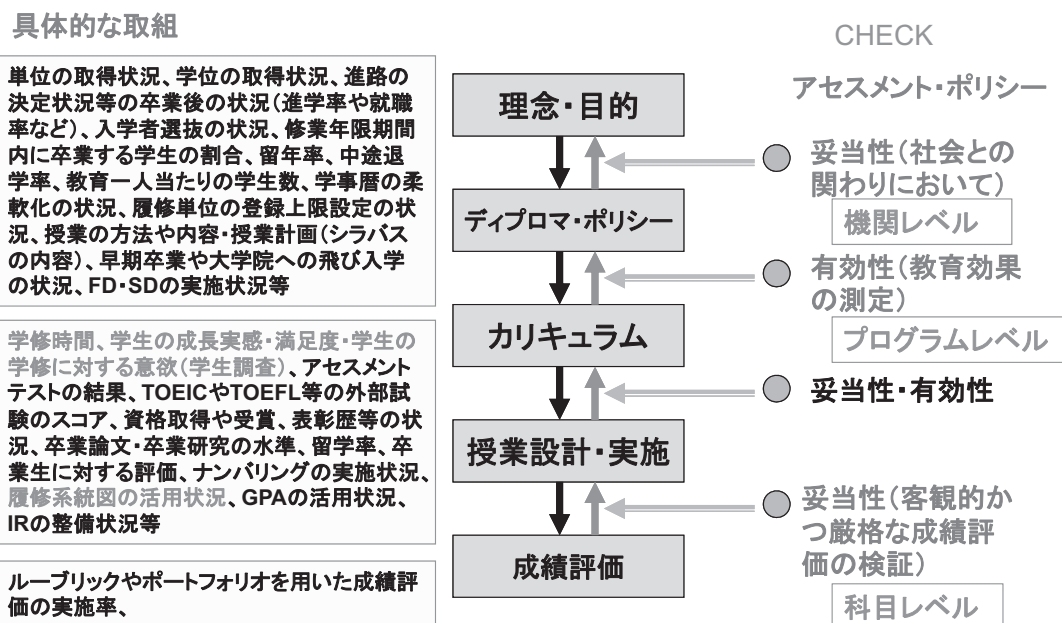 具体的な取組
単位の取得状況、学位の取得状況、進路の
決定状況等の卒業後の状況(進学率や就職
率など)、入学者選抜の状況、修業年限期間
内に卒業する学生の割合、留年率、中途退
学率、教育一人当たりの学生数、学事暦の柔
軟化の状況、履修単位の登録上限設定の状
況、授業の方法や内容・授業計画(シラバス
の内容)、早期卒業や大学院への飛び入学
の状況、FD・SDの実施状況等
学修時間、学生の成長実感・満足度・学生の
学修に対する意欲(学生調査)、アセスメント
テストの結果、TOEICやTOEFL等の外部試
験のスコア、資格取得や受賞、表彰歴等の状
況、卒業論文・卒業研究の水準、留学率、卒
業生に対する評価、ナンバリングの実施状況、
履修系統図の活用状況、GPAの活用状況、
IRの整備状況等
ルーブリックやポートフォリオを用いた成績評
価の実施率、
理念・目的
ディプロマ・ポリシー
カリキュラム
授業設計・実施
成績評価
CHECK
アセスメント・ポリシー
妥当性(社会との
関わりにおいて)
機関レベル
有効性(教育効果
の測定)
プログラムレベル
妥当性・有効性
妥当性(客観的か
つ厳格な成績評
価の検証)
科目レベル